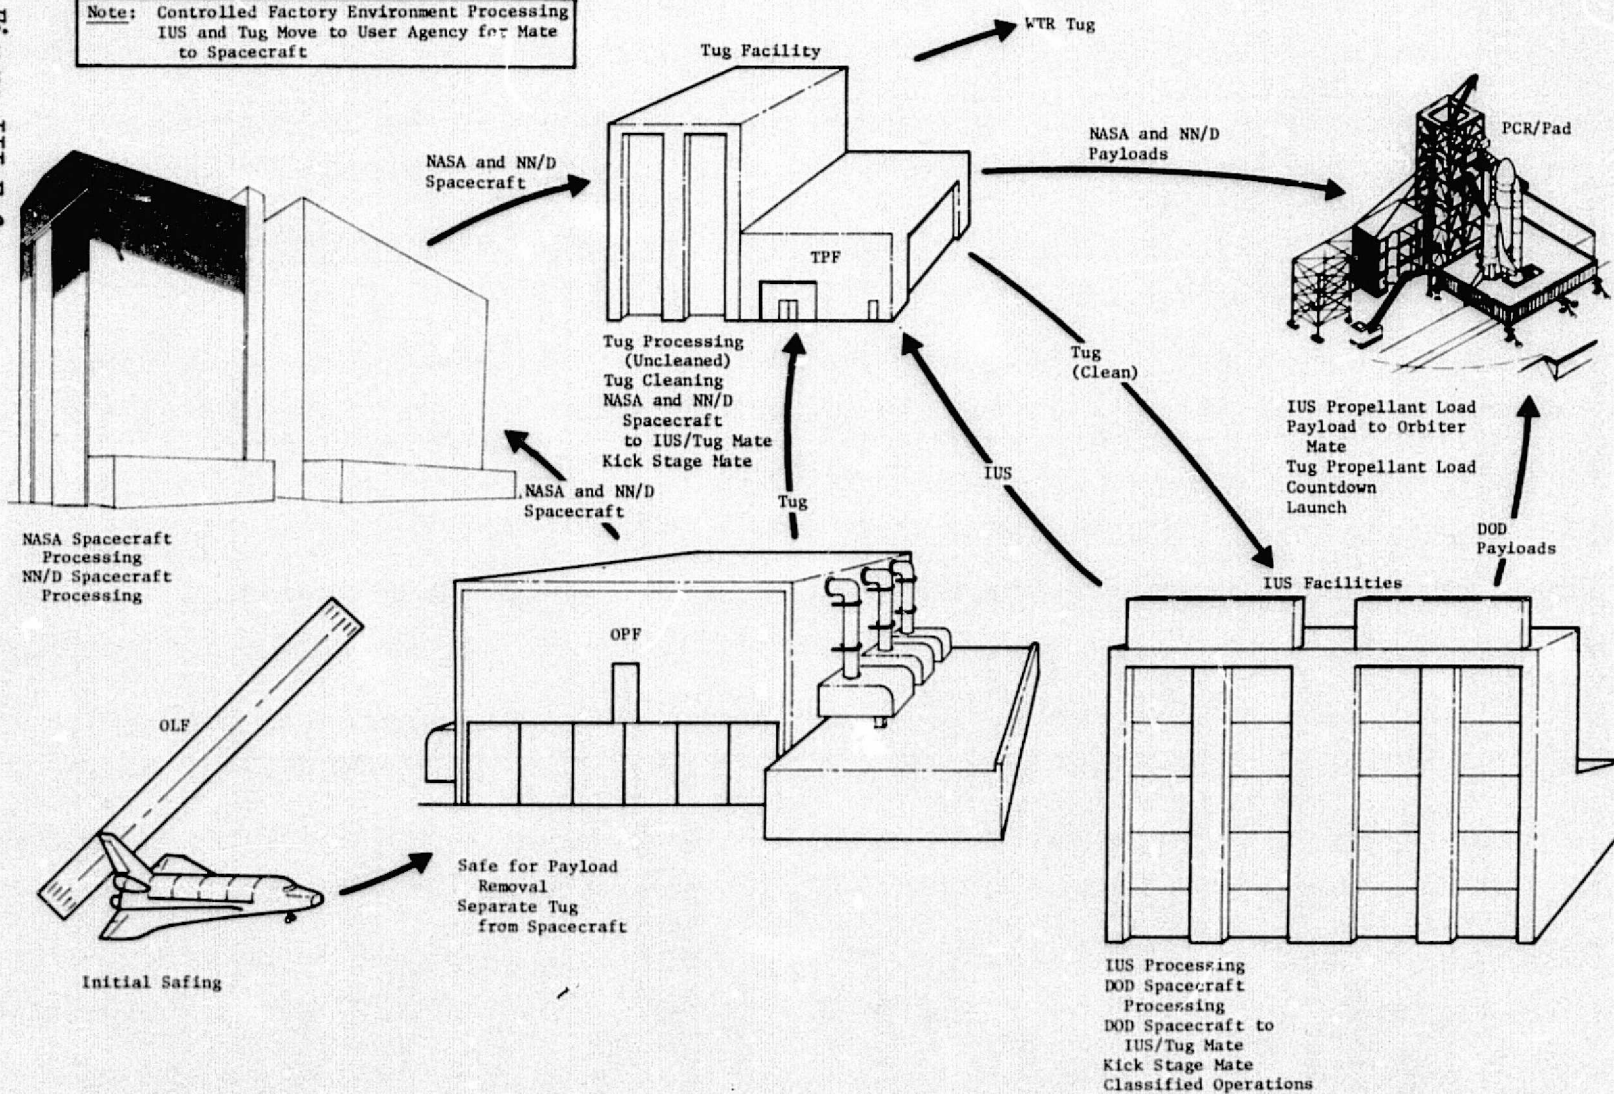 Note: Controlled Factory Environment Processing
IUS and Tug Move to User Agency for Mate
to Spacecraft
WTR Tug
Tug Facility
NASA and NN/D
Payloads
PCR/Pad
NASA and NN/D
Spacecraft
TPF
Tug Processing
(Uncleaned)
Tug Cleaning
NASA and NN/D
Spacecraft
to IUS/Tug Mate
Kick Stage Mate
Tug
(Clean)
IUS Propellant Load
Payload to Orbiter
Mate
Tug Propellant Load
Countdown
Launch
IUS
NASA and NN/D
Spacecraft
Tug
DOD
Payloads
NASA Spacecraft
Processing
NN/D Spacecraft
Processing
IUS Facilities
OPF
OLF
Safe for Payload
Removal
Separate Tug
from Spacecraft
Initial Safing
IUS Processing
DOD Spacecraft
Processing
DOD Spacecraft to
IUS/Tug Mate
Kick Stage Mate
Classified Operations